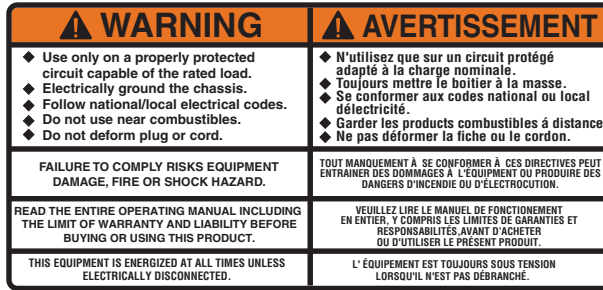 WARNING
◆ Use only on a properly protected
circuit capable of the rated load.
◆ Electrically ground the chassis.
◆ Follow national/local electrical codes.
◆ Do not use near combustibles.
◆ Do not deform plug or cord.
FAILURE TO COMPLY RISKS EQUIPMENT
DAMAGE, FIRE OR SHOCK HAZARD.
READ THE ENTIRE OPERATING MANUAL INCLUDING
THE LIMIT OF WARRANTY AND LIABILITY BEFORE
BUYING OR USING THIS PRODUCT.
THIS EQUIPMENT IS ENERGIZED AT ALL TIMES UNLESS
ELECTRICALLY DISCONNECTED.
AVERTISSEMENT
◆ N'utilisez que sur un circuit protégé
adapté à la charge nominale.
◆ Toujours mettre le boitier à la masse.
◆ Se conformer aux codes national ou local
délectricité.
◆ Garder les products combustibles á distance
◆ Ne pas déformer la fiche ou le cordon.
TOUT MANQUEMENT À SE CONFORMER À CES DIRECTIVES PEUT
ENTRAINER DES DOMMAGES À L'ÉQUIPMENT OU PRODUIRE DES
DANGERS D'INCENDIE OU D'ÉLECTROCUTION.
VEUILLEZ LIRE LE MANUEL DE FONCTIONEMENT
EN ENTIER, Y COMPRIS LES LIMITES DE GARANTIES ET
RESPONSABILITÉS,AVANT D'ACHETER
OU D'UTILISER LE PRÉSENT PRODUIT.
L' ÉQUIPEMENT EST TOUJOURS SOUS TENSION
LORSQU'IL N'EST PAS DÉBRANCHÉ.